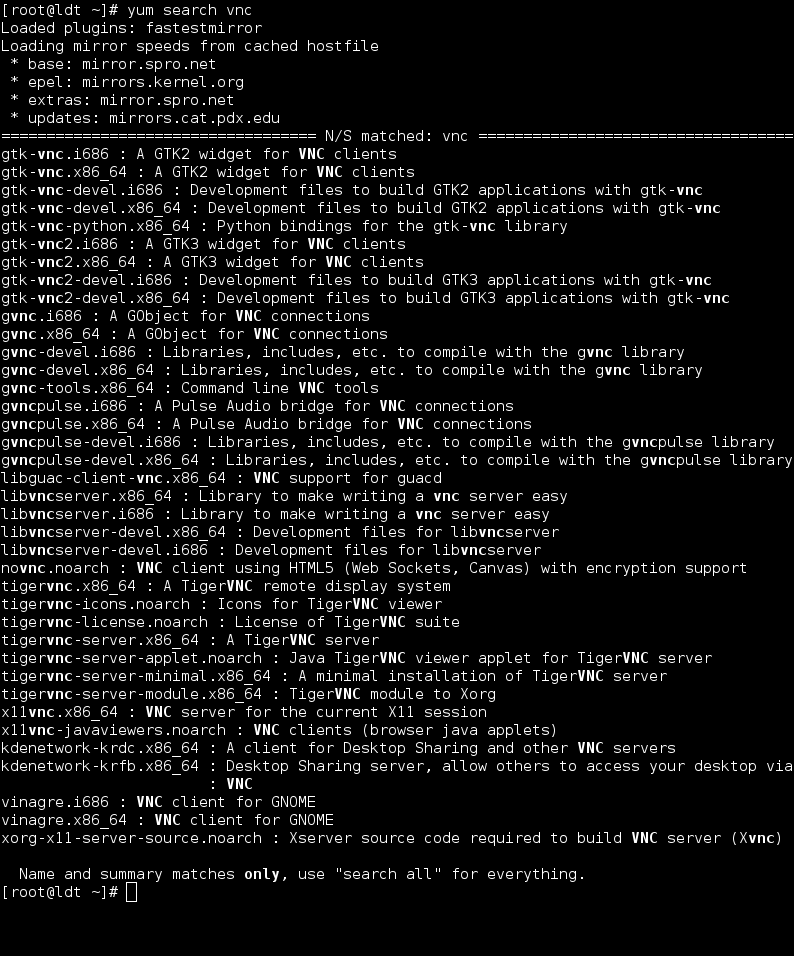 [root@ldt ~]# yum search vnc
Loaded plugins: fastestmirror
Loading mirror speeds from cached hostfile
 * base: mirror.spro.net
 * epel: mirrors.kernel.org
 * extras: mirror.spro.net
 * updates: mirrors.cat.pdx.edu
=================================== N/S matched: vnc ===================================
gtk-vnc.i686 : A GTK2 widget for VNC clients
gtk-vnc.x86_64 : A GTK2 widget for VNC clients
gtk-vnc-devel.i686 : Development files to build GTK2 applications with gtk-vnc
gtk-vnc-devel.x86_64 : Development files to build GTK2 applications with gtk-vnc
gtk-vnc-python.x86_64 : Python bindings for the gtk-vnc library
gtk-vnc2.i686 : A GTK3 widget for VNC clients
gtk-vnc2.x86_64 : A GTK3 widget for VNC clients
gtk-vnc2-devel.i686 : Development files to build GTK3 applications with gtk-vnc
gtk-vnc2-devel.x86_64 : Development files to build GTK3 applications with gtk-vnc
gvnc.i686 : A GObject for VNC connections
gvnc.x86_64 : A GObject for VNC connections
gvnc-devel.i686 : Libraries, includes, etc. to compile with the gvnc library
gvnc-devel.x86_64 : Libraries, includes, etc. to compile with the gvnc library
gvnc-tools.x86_64 : Command line VNC tools
gvncpulse.i686 : A Pulse Audio bridge for VNC connections
gvncpulse.x86_64 : A Pulse Audio bridge for VNC connections
gvncpulse-devel.i686 : Libraries, includes, etc. to compile with the gvncpulse library
gvncpulse-devel.x86_64 : Libraries, includes, etc. to compile with the gvncpulse library
libguac-client-vnc.x86_64 : VNC support for guacd
libvncserver.x86_64 : Library to make writing a vnc server easy
libvncserver.i686 : Library to make writing a vnc server easy
libvncserver-devel.x86_64 : Development files for libvncserver
libvncserver-devel.i686 : Development files for libvncserver
novnc.noarch : VNC client using HTML5 (Web Sockets, Canvas) with encryption support
tigervnc.x86_64 : A TigerVNC remote display system
tigervnc-icons.noarch : Icons for TigerVNC viewer
tigervnc-license.noarch : License of TigerVNC suite
tigervnc-server.x86_64 : A TigerVNC server
tigervnc-server-applet.noarch : Java TigerVNC viewer applet for TigerVNC server
tigervnc-server-minimal.x86_64 : A minimal installation of TigerVNC server
tigervnc-server-module.x86_64 : TigerVNC module to Xorg
x11vnc.x86_64 : VNC server for the current X11 session
x11vnc-javaviewers.noarch : VNC clients (browser java applets)
kdenetwork-krdc.x86_64 : A client for Desktop Sharing and other VNC servers
kdenetwork-krfb.x86_64 : Desktop Sharing server, allow others to access your desktop via
                       : VNC
vinagre.i686 : VNC client for GNOME
vinagre.x86_64 : VNC client for GNOME
xorg-x11-server-source.noarch : Xserver source code required to build VNC server (Xvnc)
  Name and summary matches only, use "search all" for everything.
[root@ldt ~]#